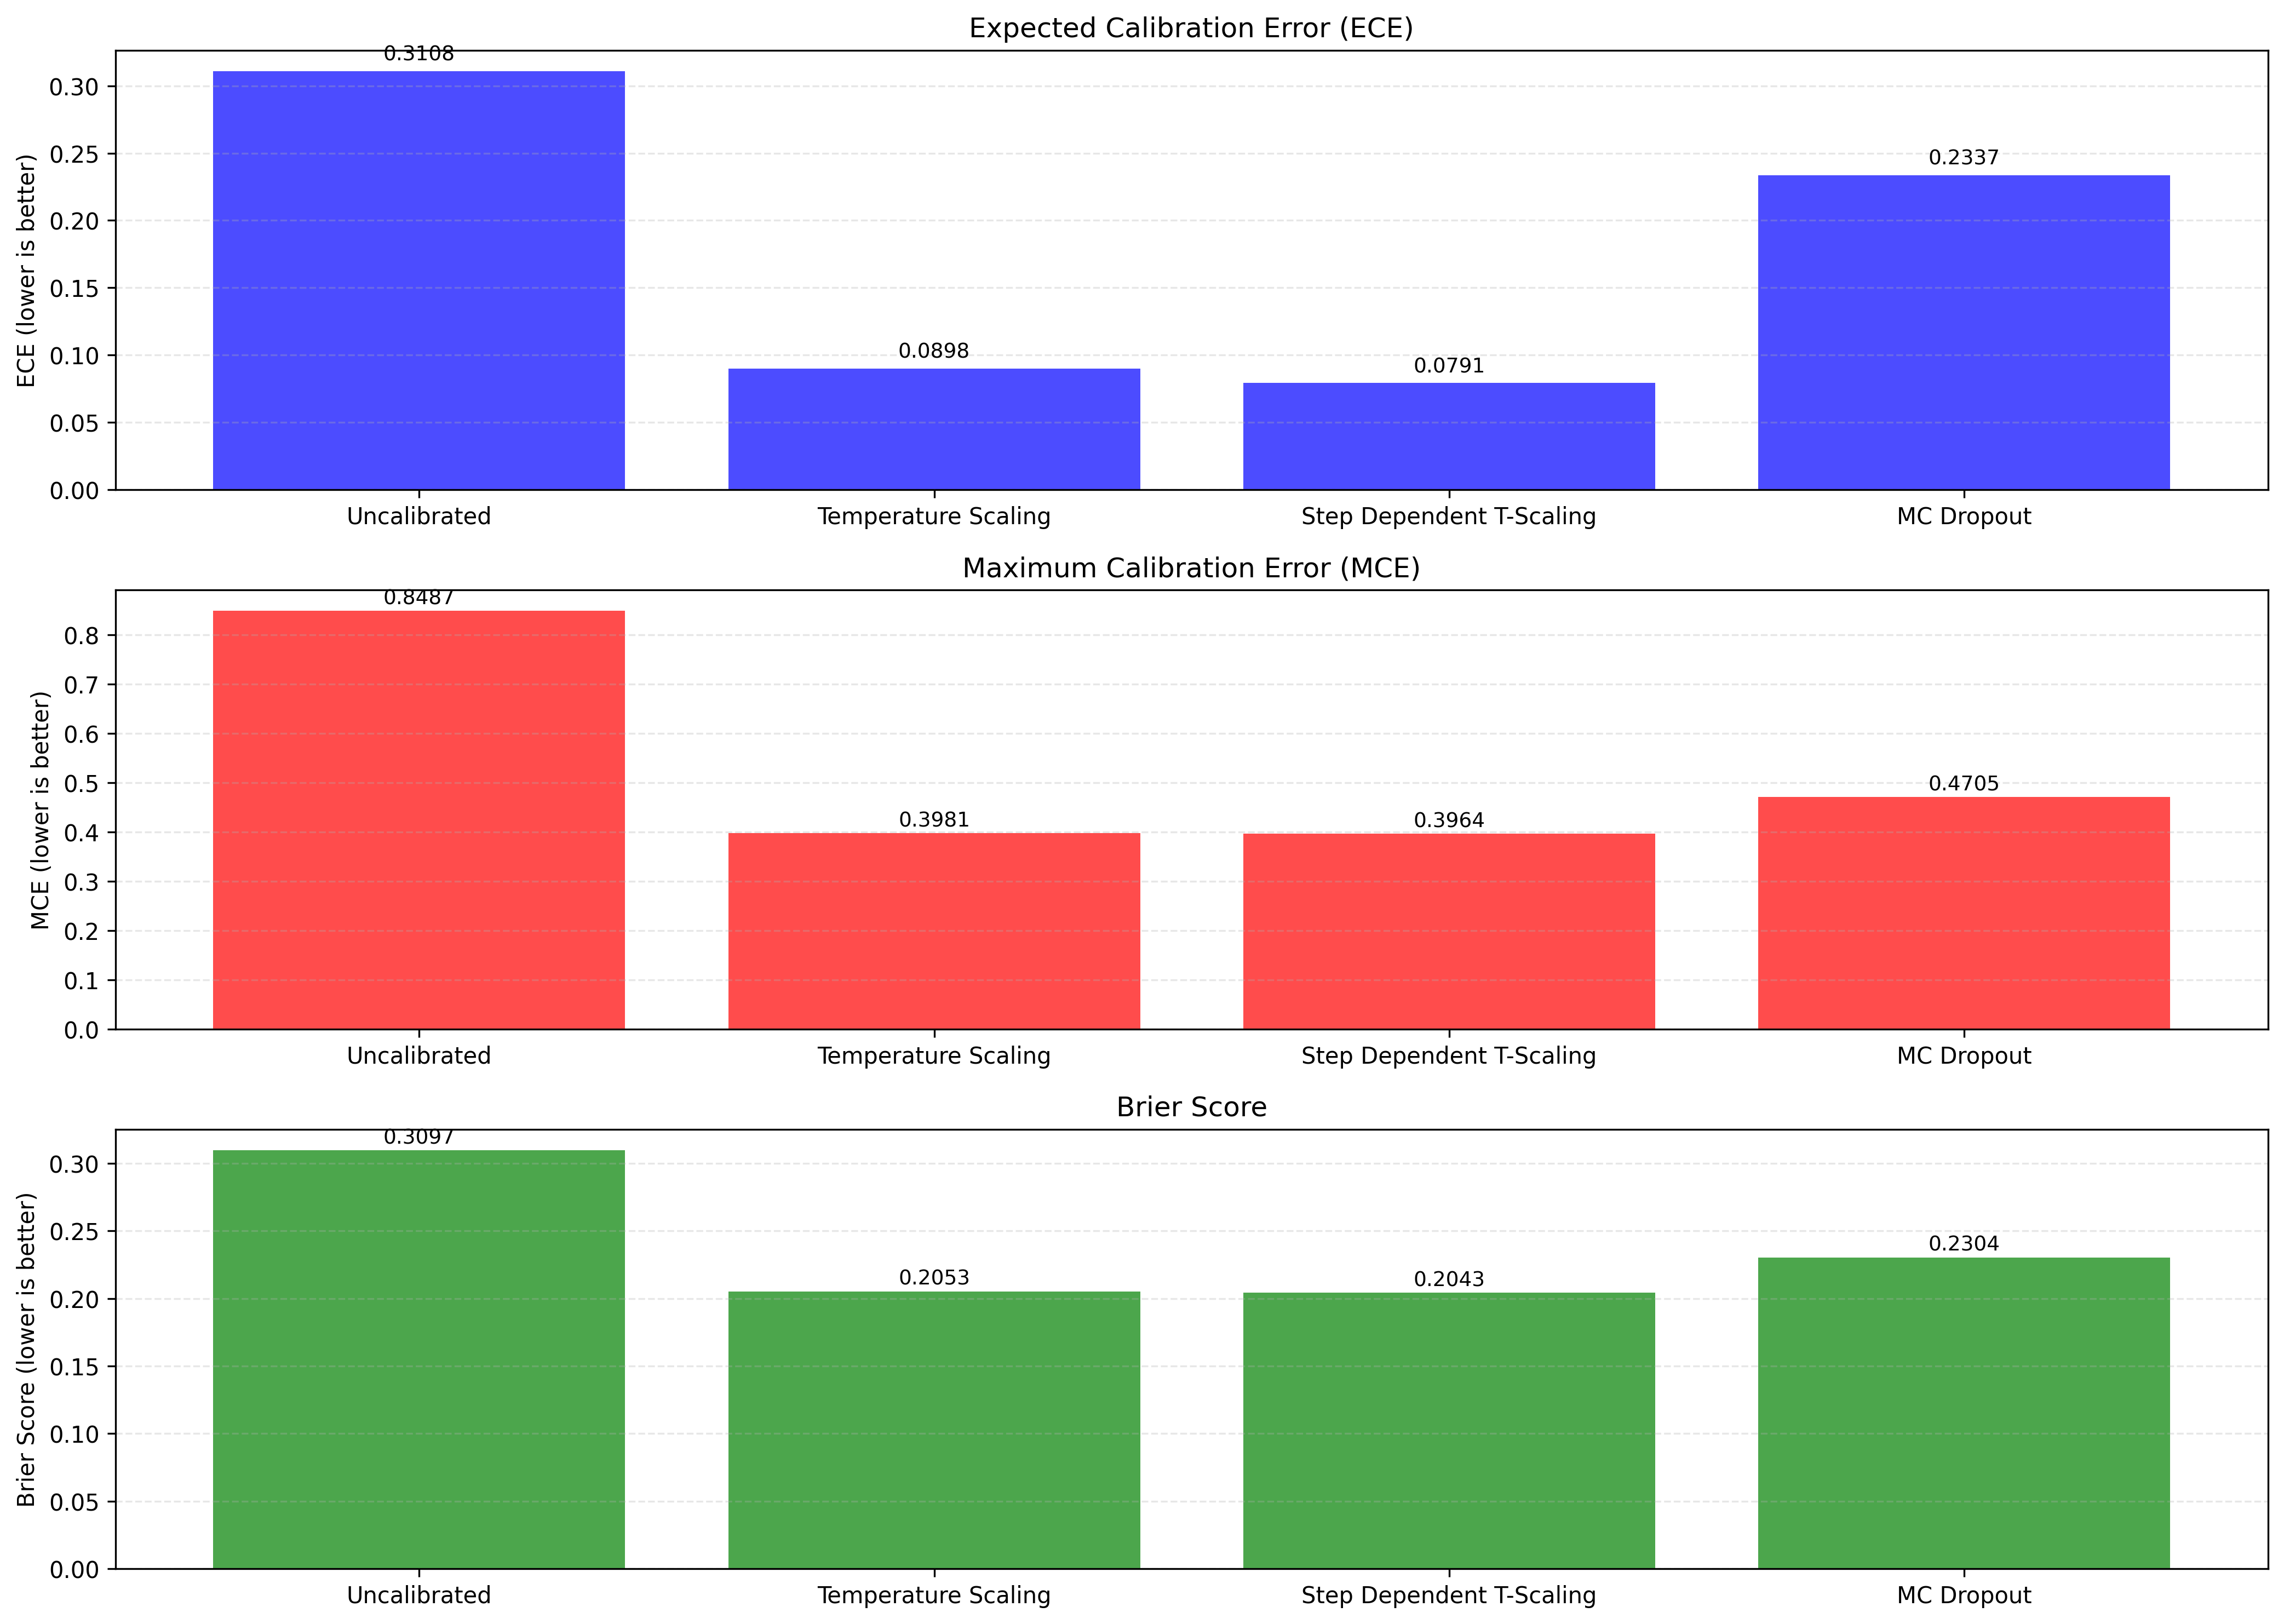 Expected Calibration Error (ECE)
ECE (lower is better)
0.30
0.25
0.20
0.15
0.10
0.05
0.00
0.3108
0.0898
0.0791
0.2337
Uncalibrated
Temperature Scaling
Step Dependent T-Scaling
MC Dropout
Maximum Calibration Error (MCE)
MCE (lower is better)
0.8
0.7
0.6
0.5
0.4
0.3
0.2
0.1
0.0
0.8487
0.3981
0.3964
0.4705
Uncalibrated
Temperature Scaling
Step Dependent T-Scaling
MC Dropout
Brier Score
Brier Score (lower is better)
0.30
0.25
0.20
0.15
0.10
0.05
0.00
0.3097
0.2053
0.2043
0.2304
Uncalibrated
Temperature Scaling
Step Dependent T-Scaling
MC Dropout